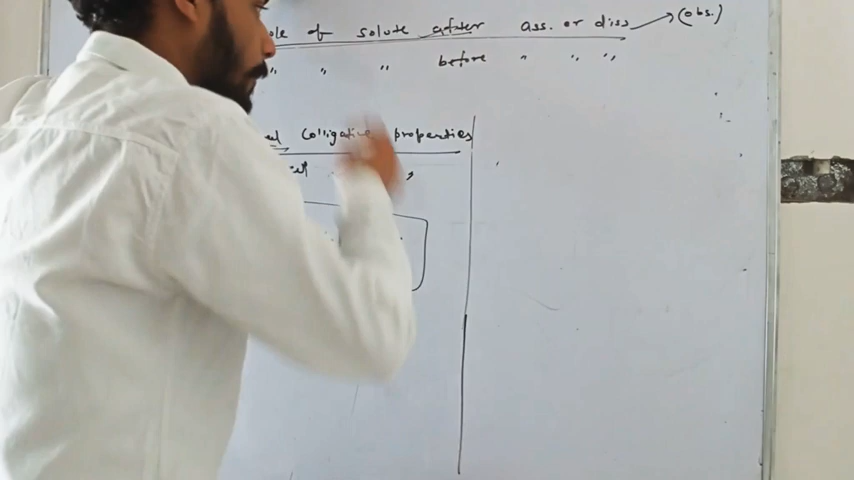 ole of solute after ass. or diss → (obs.)
" " " before " " "
Colligative properties